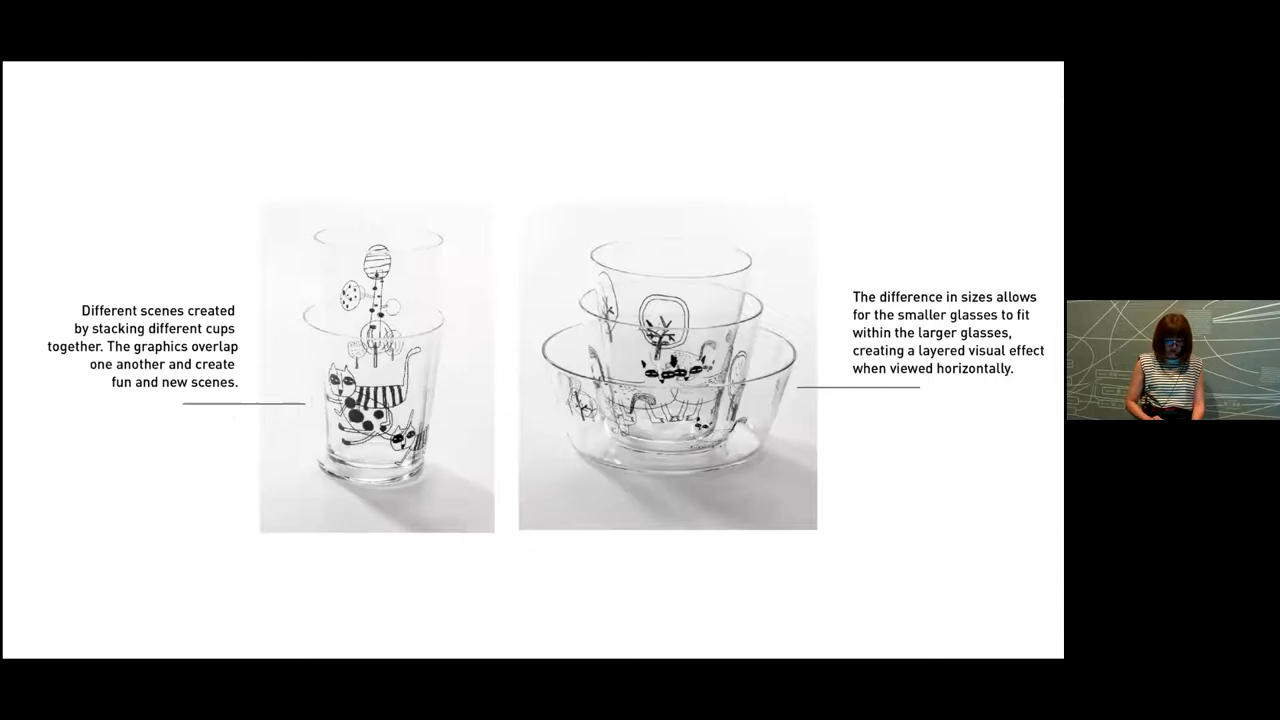 Different scenes created
by stacking different cups
together. The graphics overlap
one another and create
fun and new scenes.
The difference in sizes allows
for the smaller glasses to fit
within the larger glasses,
creating a layered visual effect
when viewed horizontally.